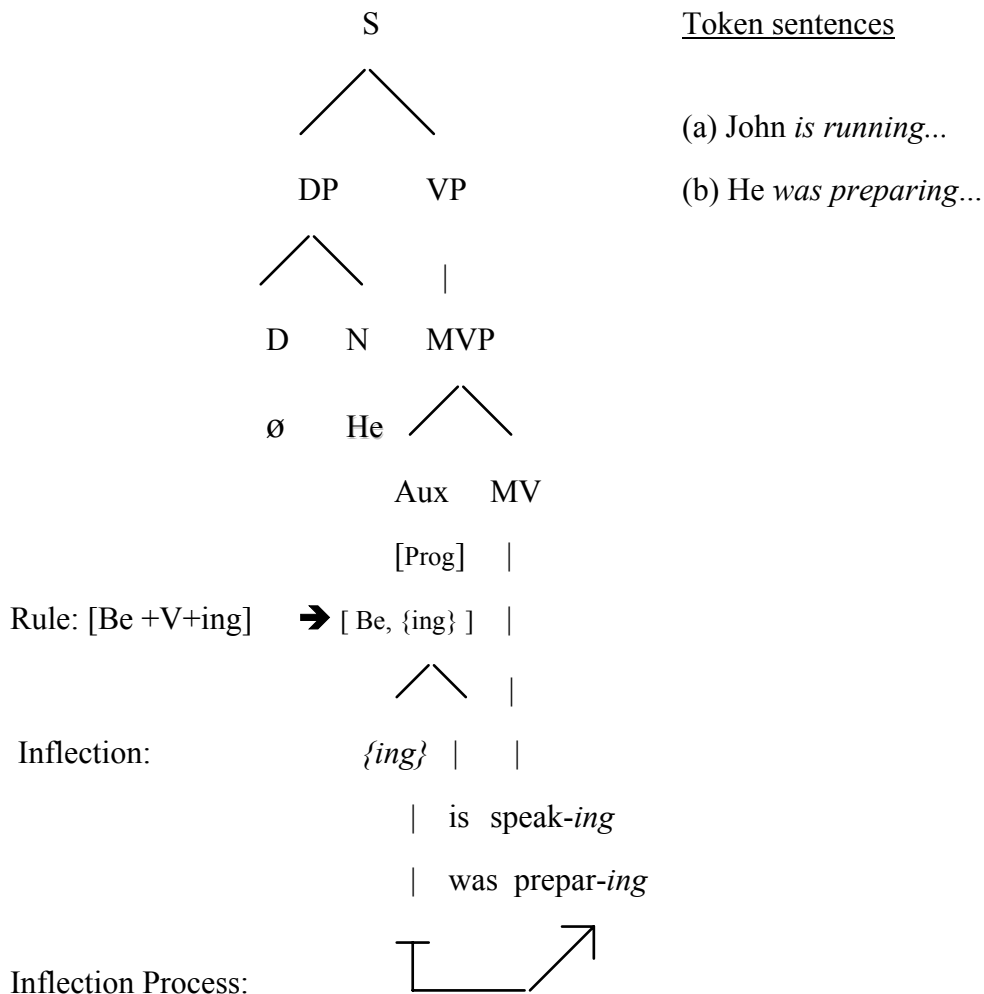 S Token sentences
(a) John is running...
DP VP (b) He was preparing...
|
D N MVP
ø He
Aux MV
[Prog] |
Rule: [Be +V+ing] ➔ [ Be, {ing} ] |
|
Inflection: {ing} | |
| is speak-ing
| was prepar-ing
Inflection Process: